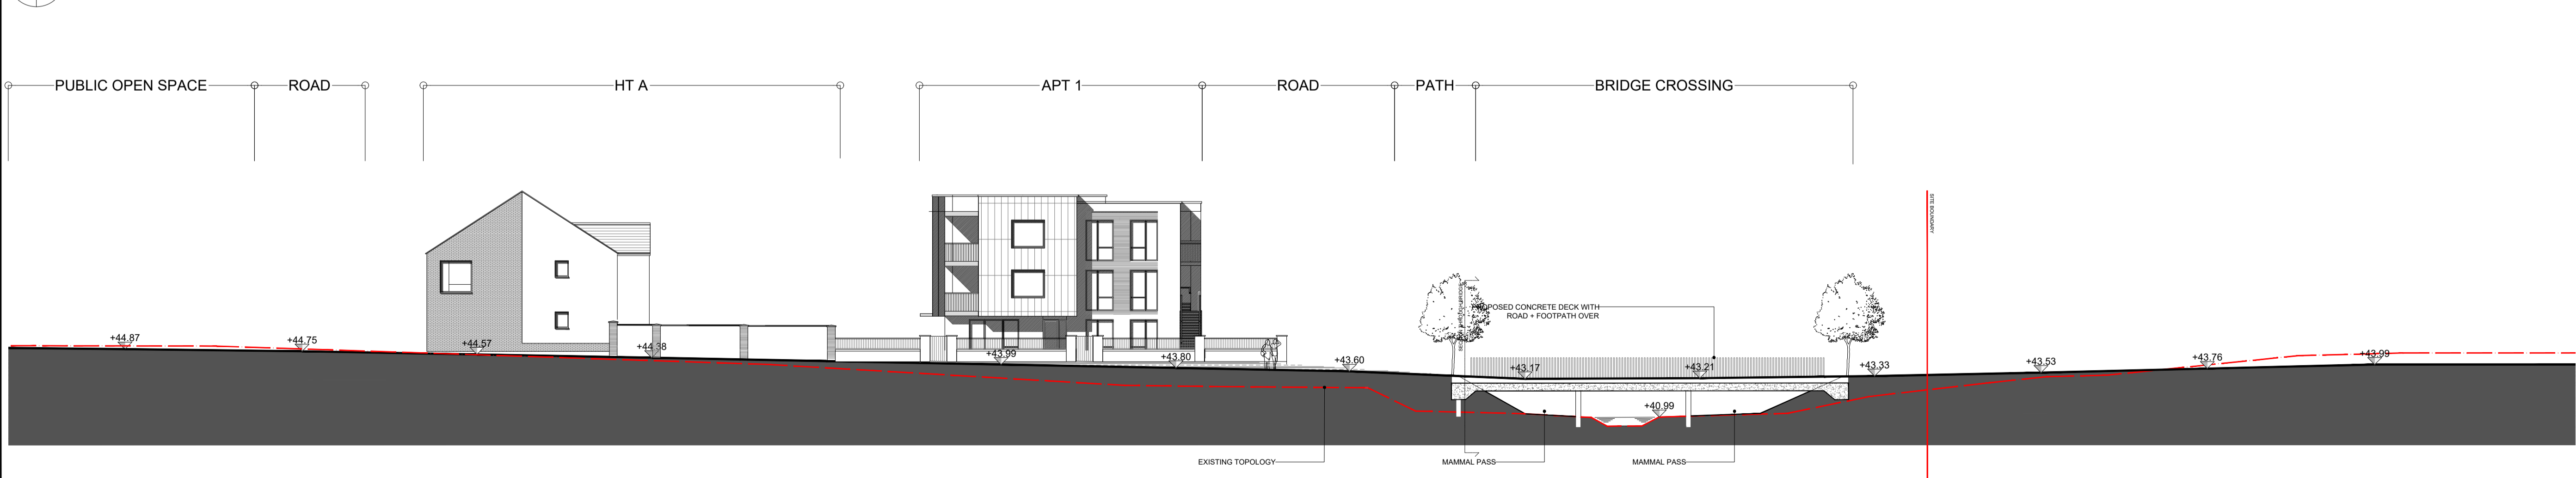 PUBLIC OPEN SPACE
ROAD
HT A
APT 1
ROAD
PATH
BRIDGE CROSSING
SITE BOUNDARY
PROPOSED CONCRETE DECK WITH
ROAD + FOOTPATH OVER
+44.87
+44.75
+44.57
+44.38
+43.99
+43.80
+43.60
+43.17
+43.21
+43.33
+43.53
+43.76
+43.99
+40.99
EXISTING TOPOLOGY
MAMMAL PASS
MAMMAL PASS